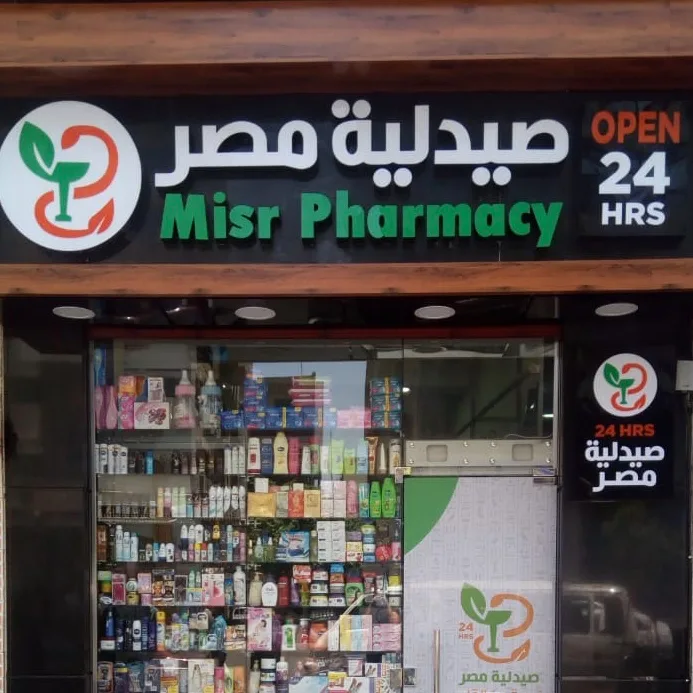 صيدلية مصر
Misr Pharmacy
OPEN
24
HRS
24 HRS
صيدلية
مصر
24
HRS
صيدلية مصر